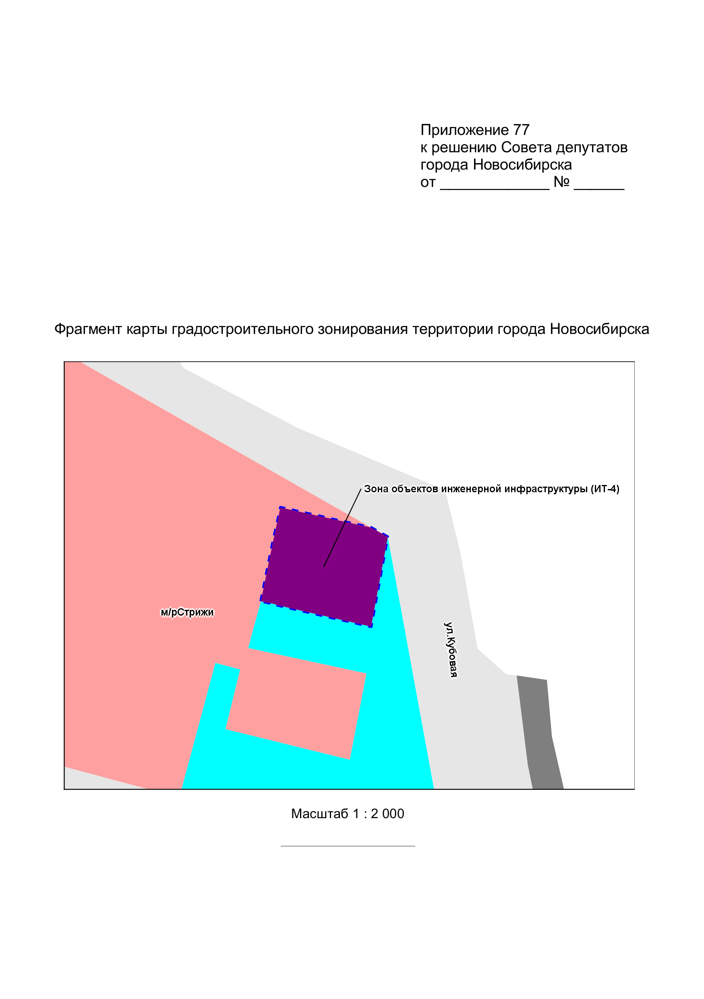 Приложение 77
к решению Совета депутатов
города Новосибирска
от _____________ № ______
Фрагмент карты градостроительного зонирования территории города Новосибирска
Зона объектов инженерной инфраструктуры (ИТ-4)
м/рСтрижи
ул.Кубовая
Масштаб 1 : 2 000